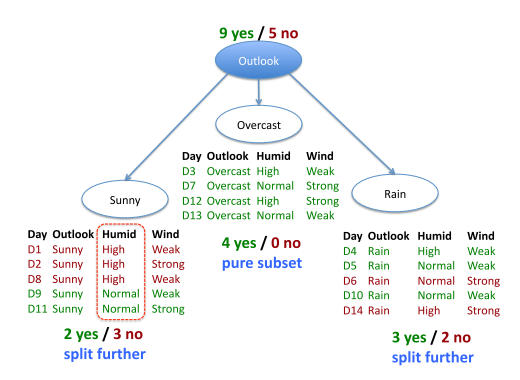 9 yes / 5 no
Outlook
Overcast
Day Outlook Humid Wind
D3 Overcast High Weak
D7 Overcast Normal Strong
D12 Overcast High Strong
D13 Overcast Normal Weak
4 yes / 0 no
pure subset
Sunny
Day Outlook Humid Wind
D1 Sunny High Weak
D2 Sunny High Strong
D8 Sunny High Weak
D9 Sunny Normal Weak
D11 Sunny Normal Strong
2 yes / 3 no
split further
Rain
Day Outlook Humid Wind
D4 Rain High Weak
D5 Rain Normal Weak
D6 Rain Normal Strong
D10 Rain Normal Weak
D14 Rain High Strong
3 yes / 2 no
split further